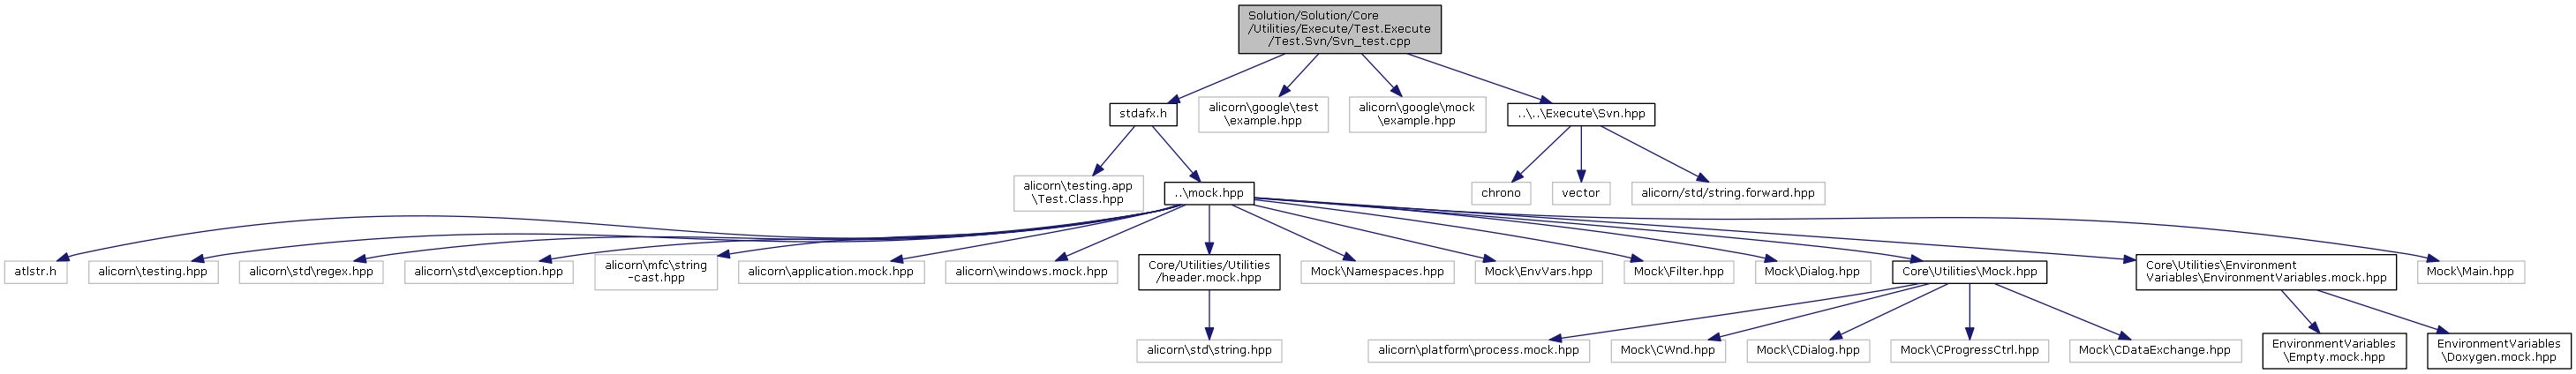 Solution/Solution/Core
/Utilities/Execute/Test.Execute
/Test.Svn/Svn_test.cpp
stdafx.h
alicorn\google\test
\example.hpp
alicorn\google\mock
\example.hpp
..\..\Execute\Svn.hpp
alicorn\testing.app
\Test.Class.hpp
..\mock.hpp
chrono
vector
alicorn/std/string.forward.hpp
atlstr.h
alicorn\testing.hpp
alicorn\std\regex.hpp
alicorn\std\exception.hpp
alicorn\mfc\string
-cast.hpp
alicorn\application.mock.hpp
alicorn\windows.mock.hpp
Core/Utilities/Utilities
/header.mock.hpp
Mock\Namespaces.hpp
Mock\EnvVars.hpp
Mock\Filter.hpp
Mock\Dialog.hpp
Core\Utilities\Mock.hpp
Core\Utilities\Environment
Variables\EnvironmentVariables.mock.hpp
Mock\Main.hpp
alicorn\std\string.hpp
alicorn\platform\process.mock.hpp
Mock\CWnd.hpp
Mock\CDialog.hpp
Mock\CProgressCtrl.hpp
Mock\CDataExchange.hpp
EnvironmentVariables
\Empty.mock.hpp
EnvironmentVariables
\Doxygen.mock.hpp